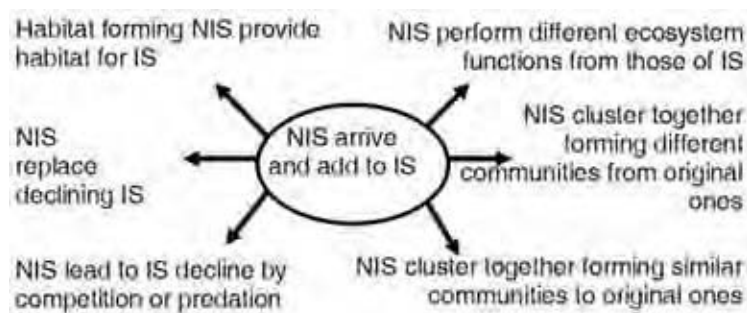 Habitat forming NIS provide
habitat for IS
NIS perform different ecosystem
functions from those of IS
NIS
replace
declining IS
NIS arrive
and add to IS
NIS cluster together
forming different
communities from original
ones
NIS lead to IS decline by
competition or predation
NIS cluster together forming similar
communities to original ones